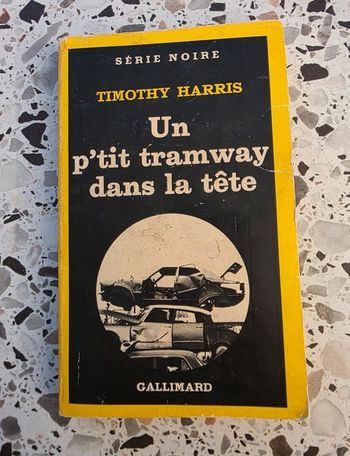 SÉRIE NOIRE
TIMOTHY HARRIS
Un
p'tit tramway
dans la tête
GALLIMARD